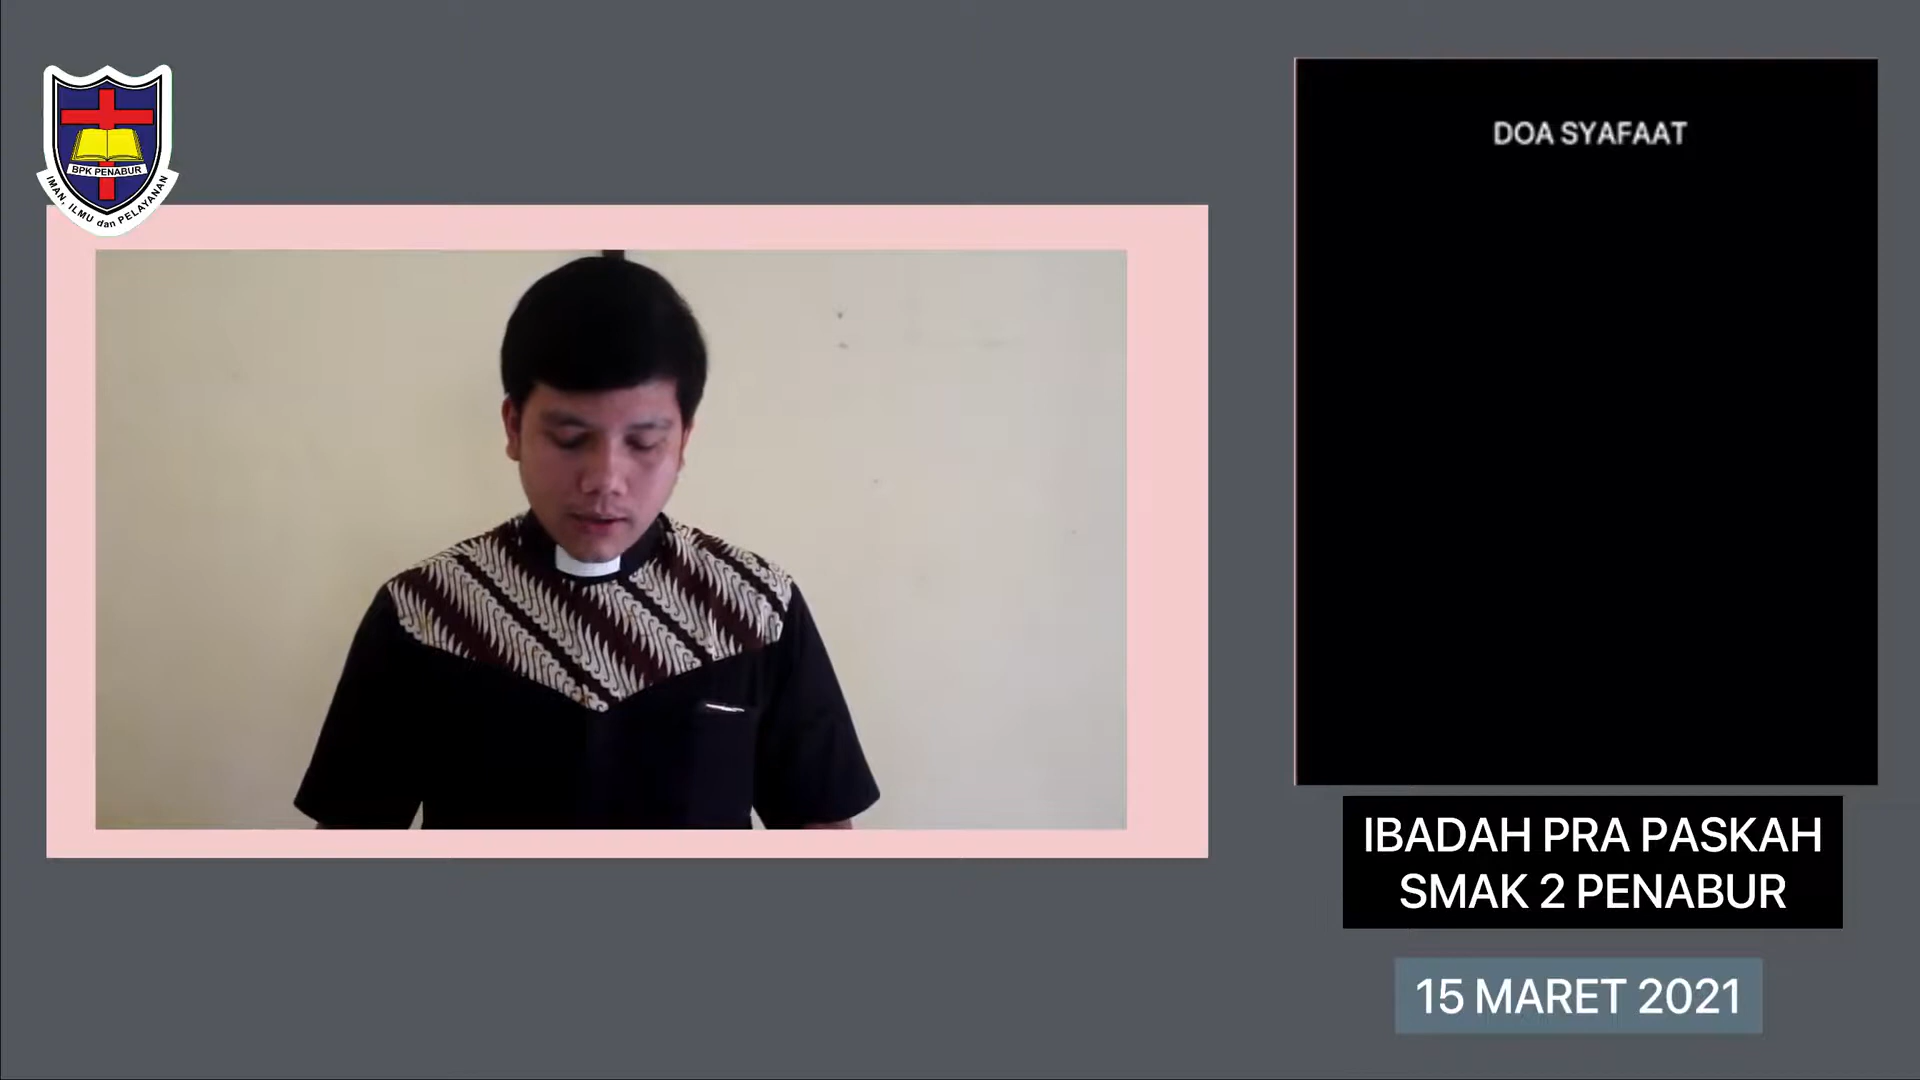 BPK PENABUR
IMAN, ILMU dan PELAYANAN
DOA SYAFAAT
IBADAH PRA PASKAH
SMAK 2 PENABUR
15 MARET 2021